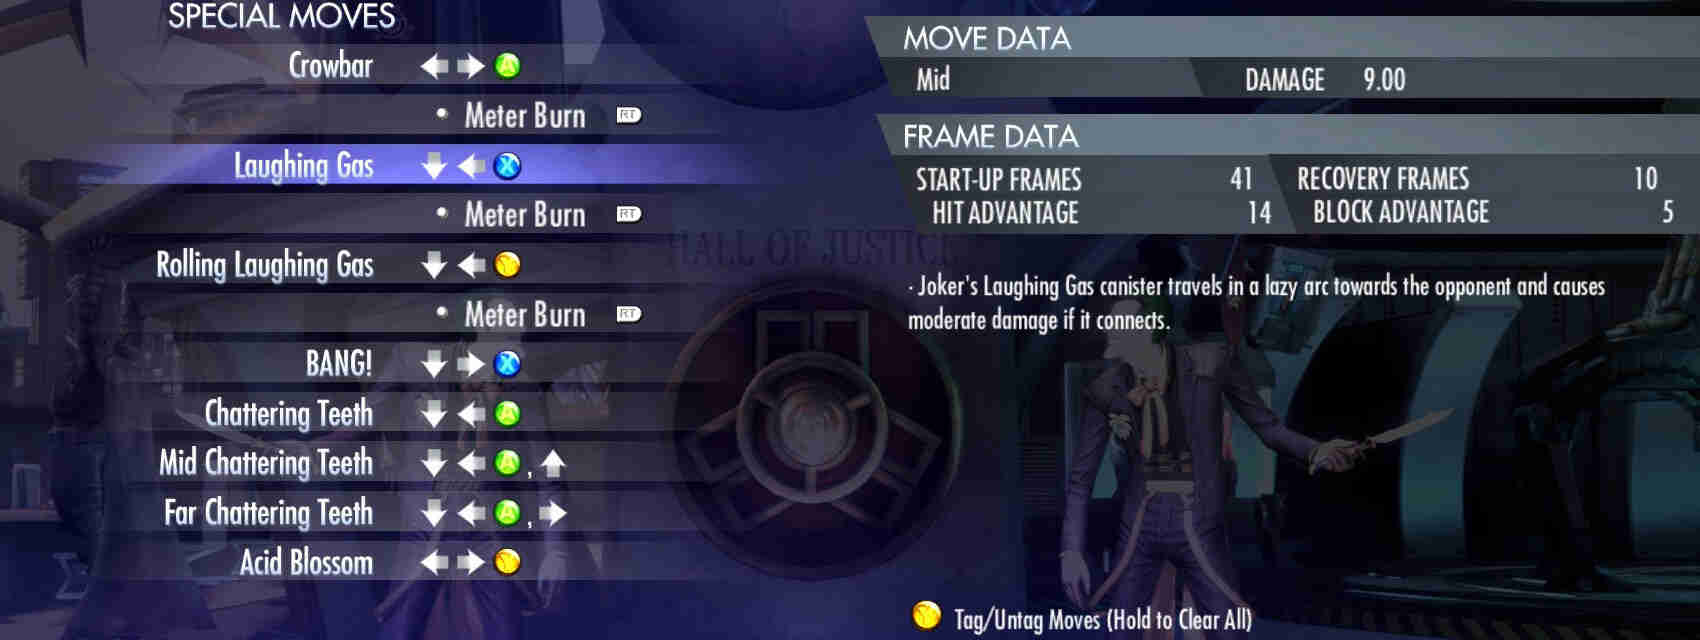 SPECIAL MOVES
Crowbar A
• Meter Burn RT
Laughing Gas X
• Meter Burn RT
Rolling Laughing Gas Y
• Meter Burn RT
BANG! X
Chattering Teeth A
Mid Chattering Teeth A ,
Far Chattering Teeth A ,
Acid Blossom Y
HALL OF JUSTICE
MOVE DATA
Mid DAMAGE 9.00
FRAME DATA
START-UP FRAMES 41 RECOVERY FRAMES 10
HIT ADVANTAGE 14 BLOCK ADVANTAGE 5
· Joker's Laughing Gas canister travels in a lazy arc towards the opponent and causes
moderate damage if it connects.
Y Tag/Untag Moves (Hold to Clear All)